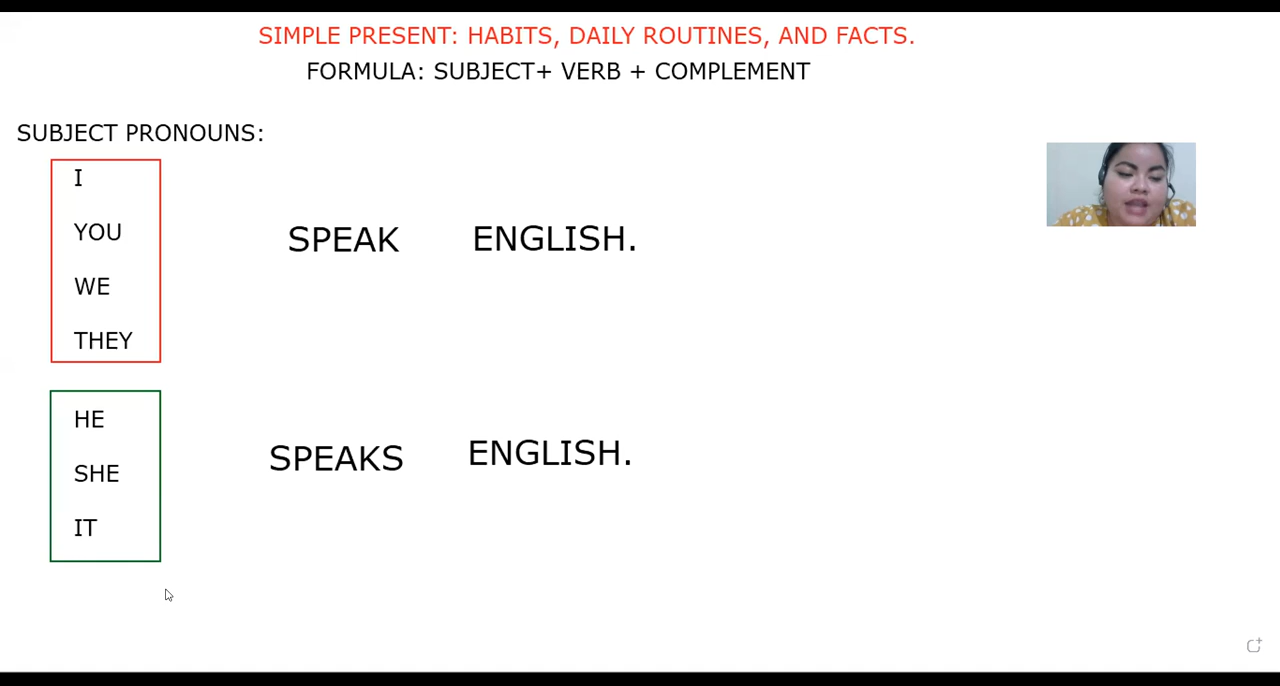 SIMPLE PRESENT: HABITS, DAILY ROUTINES, AND FACTS.
FORMULA: SUBJECT+ VERB + COMPLEMENT
SUBJECT PRONOUNS:
I
YOU
SPEAK ENGLISH.
WE
THEY
HE
SPEAKS ENGLISH.
SHE
IT